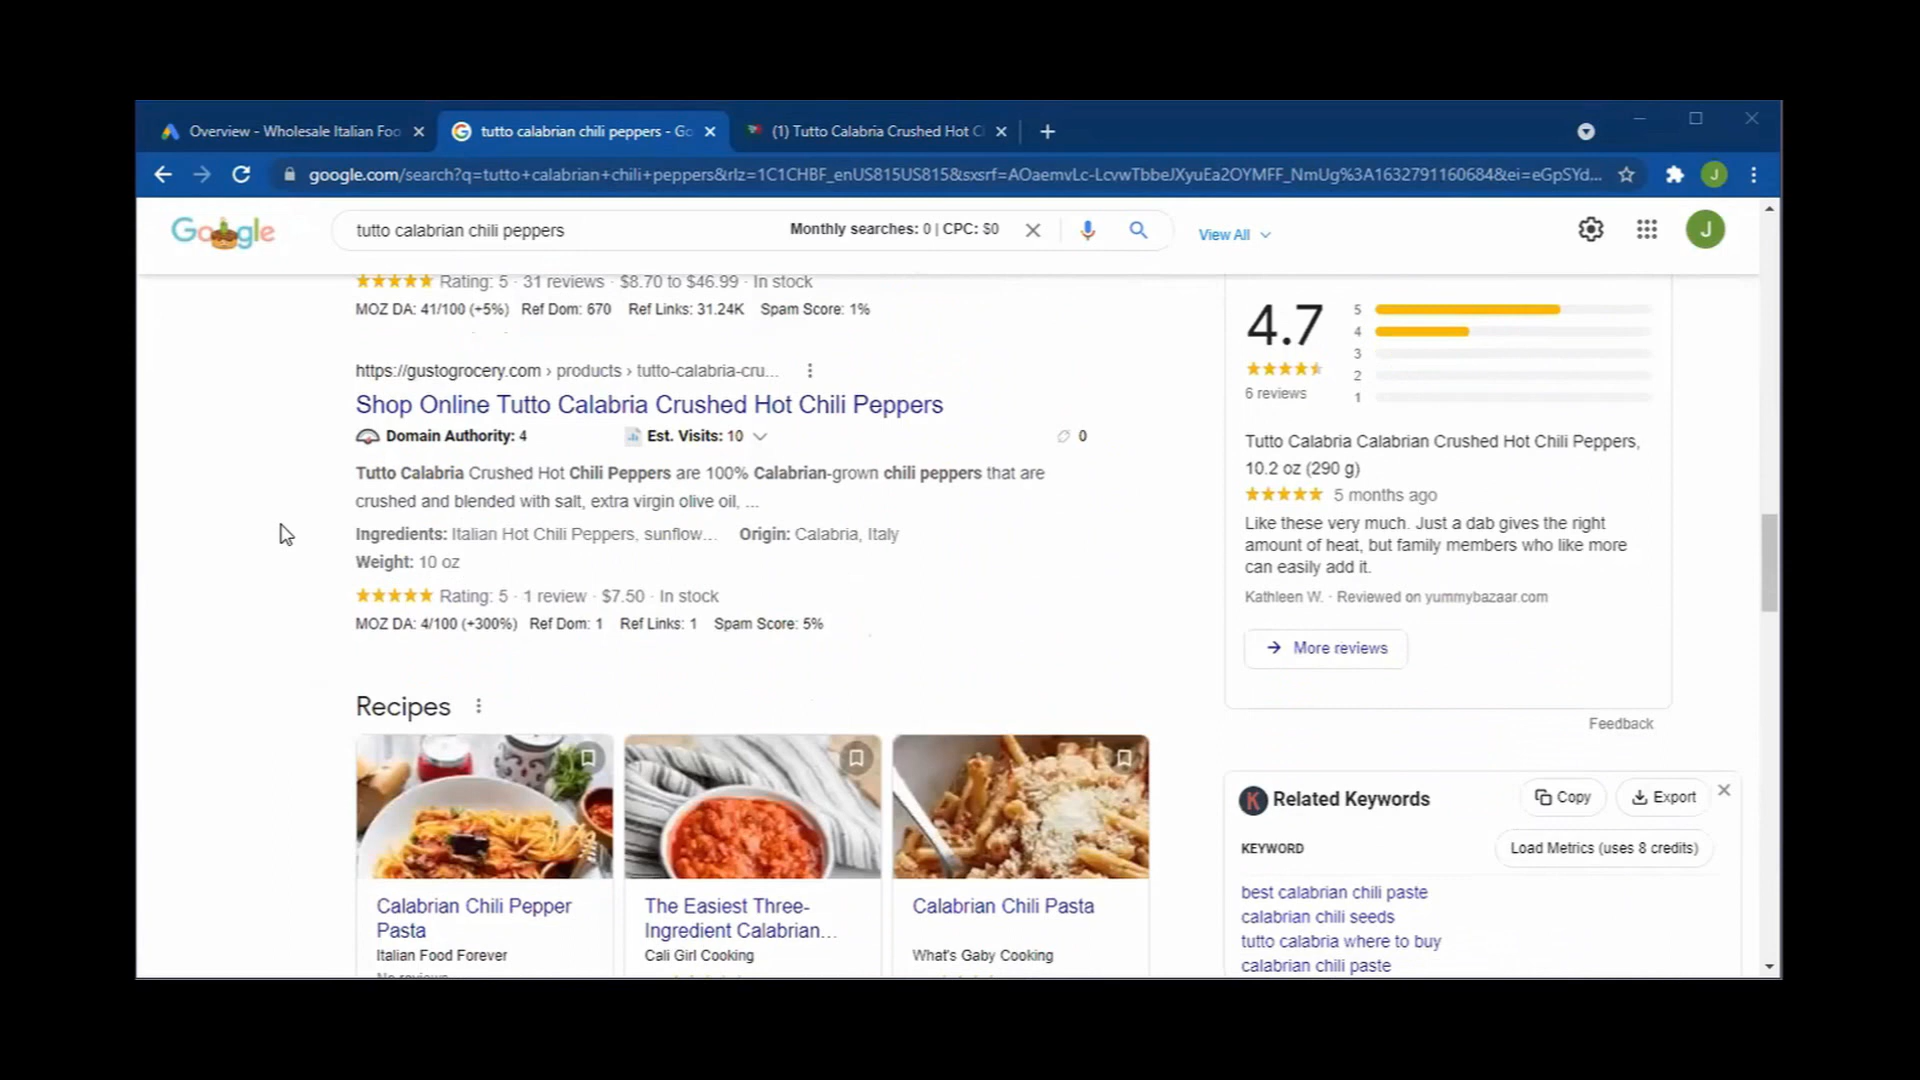 Overview - Wholesale Italian Foo
tutto calabrian chili peppers - Go
(1) Tutto Calabria Crushed Hot C
google.com/search?q=tutto+calabrian+chili+peppers&rlz=1C1CHBF_enUS815US815&sxsrf=AOaemvLc-LcvwTbbeJXyuEa2OYMFF_NmUg%3A1632791160684&ei=eGpSYd...
J
Google
tutto calabrian chili peppers
Monthly searches: 0 | CPC: $0
View All
J
Rating: 5 · 31 reviews · $8.70 to $46.99 · In stock
MOZ DA: 41/100 (+5%) Ref Dom: 670 Ref Links: 31.24K Spam Score: 1%
https://gustogrocery.com › products › tutto-calabria-cru...
Shop Online Tutto Calabria Crushed Hot Chili Peppers
Domain Authority: 4 Est. Visits: 10 0
Tutto Calabria Crushed Hot Chili Peppers are 100% Calabrian-grown chili peppers that are
crushed and blended with salt, extra virgin olive oil, ...
Ingredients: Italian Hot Chili Peppers, sunflow... Origin: Calabria, Italy
Weight: 10 oz
Rating: 5 · 1 review · $7.50 · In stock
MOZ DA: 4/100 (+300%) Ref Dom: 1 Ref Links: 1 Spam Score: 5%
Recipes
Calabrian Chili Pepper
Pasta
Italian Food Forever
No reviews
The Easiest Three-
Ingredient Calabrian...
Cali Girl Cooking
Calabrian Chili Pasta
What's Gaby Cooking
4.7
6 reviews
5
4
3
2
1
Tutto Calabria Calabrian Crushed Hot Chili Peppers,
10.2 oz (290 g)
5 months ago
Like these very much. Just a dab gives the right
amount of heat, but family members who like more
can easily add it.
Kathleen W. · Reviewed on yummybazaar.com
More reviews
Feedback
K Related Keywords
Copy
Export
KEYWORD
Load Metrics (uses 8 credits)
best calabrian chili paste
calabrian chili seeds
tutto calabria where to buy
calabrian chili paste